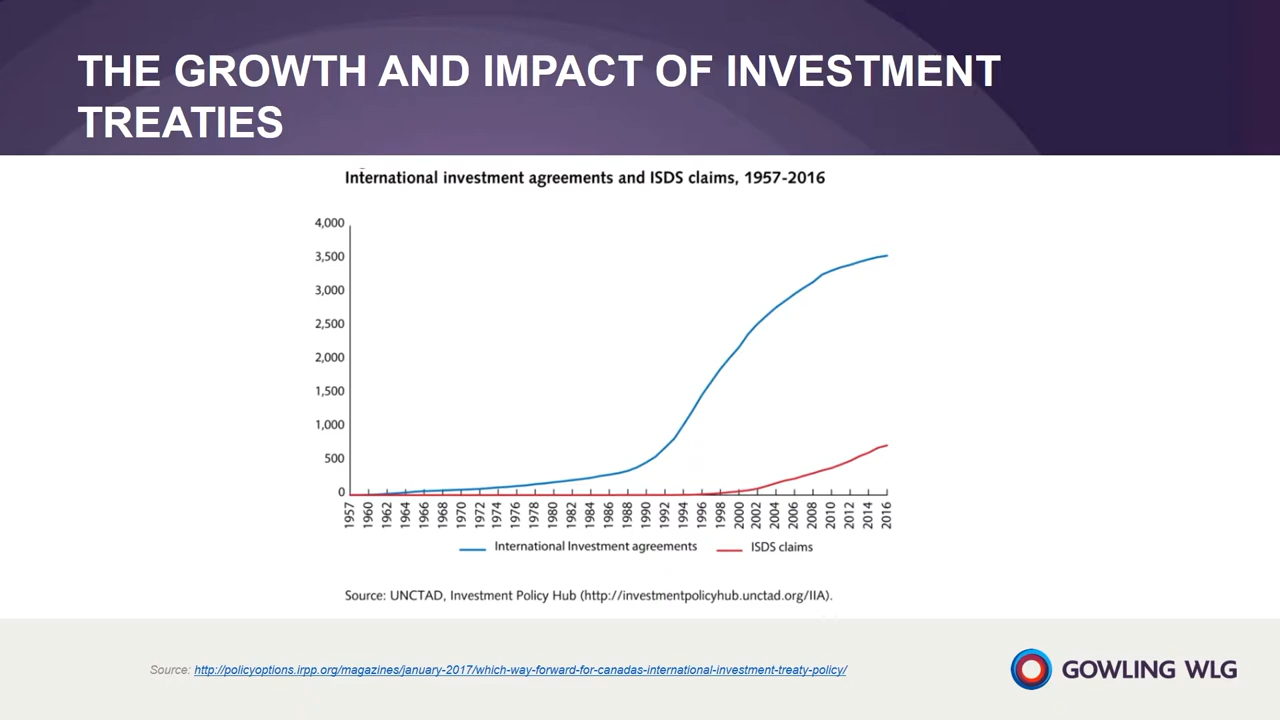 THE GROWTH AND IMPACT OF INVESTMENT
TREATIES
International investment agreements and ISDS claims, 1957-2016
4,000
3,500
3,000
2,500
2,000
1,500
1,000
500
0
1957 1960 1962 1964 1966 1968 1970 1972 1974 1976 1978 1980 1982 1984 1986 1988 1990 1992 1994 1996 1998 2000 2002 2004 2006 2008 2010 2012 2014 2016
International Investment agreements ISDS claims
Source: UNCTAD, Investment Policy Hub (http://investmentpolicyhub.unctad.org/IIA).
Source: http://policyoptions.irpp.org/magazines/january-2017/which-way-forward-for-canadas-international-investment-treaty-policy/
GOWLING WLG